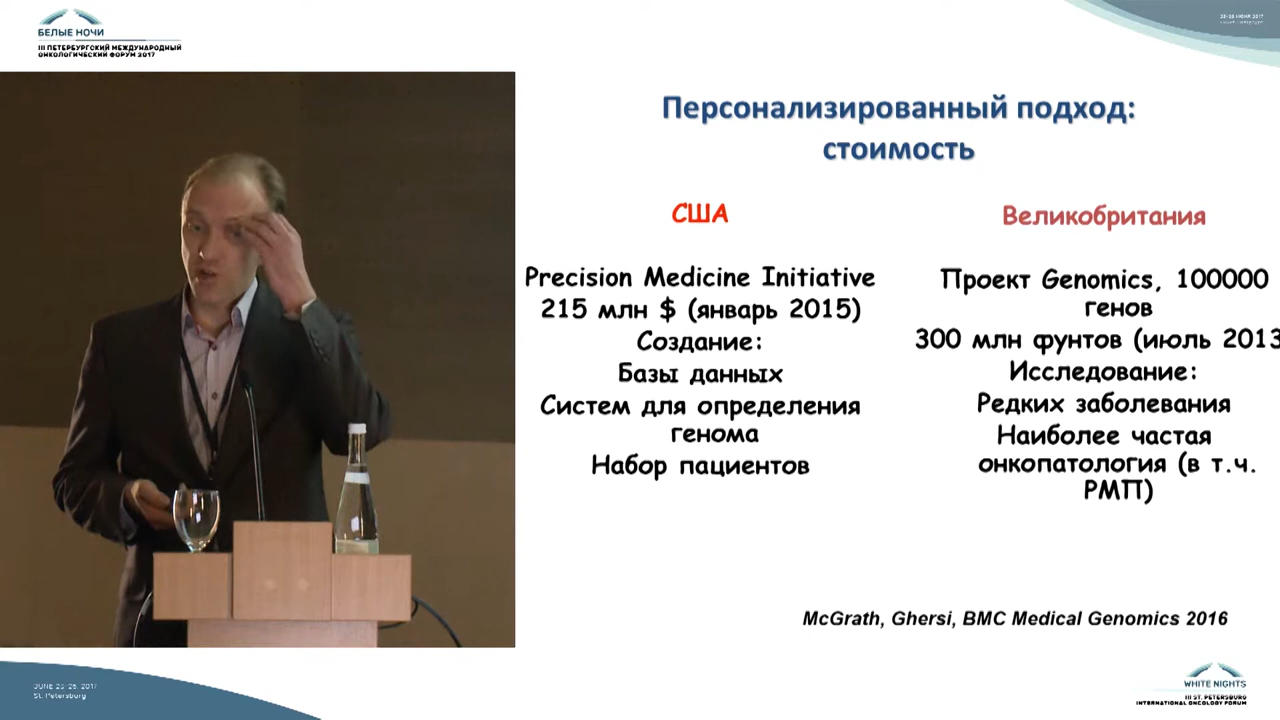 БЕЛЫЕ НОЧИ
III ПЕТЕРБУРГСКИЙ МЕЖДУНАРОДНЫЙ
ОНКОЛОГИЧЕСКИЙ ФОРУМ 2017
Персонализированный подход:
стоимость
США
Precision Medicine Initiative
215 млн $ (январь 2015)
Создание:
Базы данных
Систем для определения
генома
Набор пациентов
Великобритания
Проект Genomics, 100000
генов
300 млн фунтов (июль 2013
Исследование:
Редких заболевания
Наиболее частая
онкопатология (в т.ч.
РМП)
McGrath, Ghersi, BMC Medical Genomics 2016
JUNE 23-26, 2017
St. Petersburg
WHITE NIGHTS
III ST. PETERSBURG
INTERNATIONAL ONCOLOGY FORUM